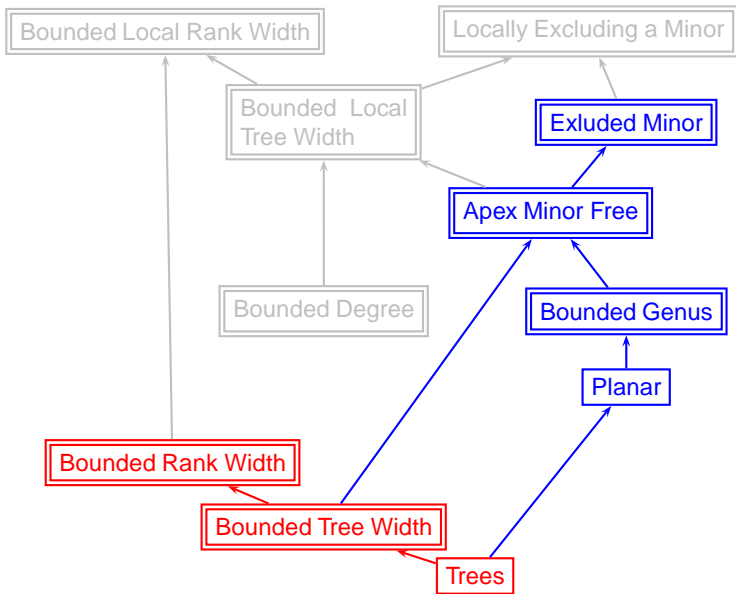 Bounded Local Rank Width
Locally Excluding a Minor
Bounded Local
Tree Width
Exluded Minor
Apex Minor Free
Bounded Degree
Bounded Genus
Planar
Bounded Rank Width
Bounded Tree Width
Trees